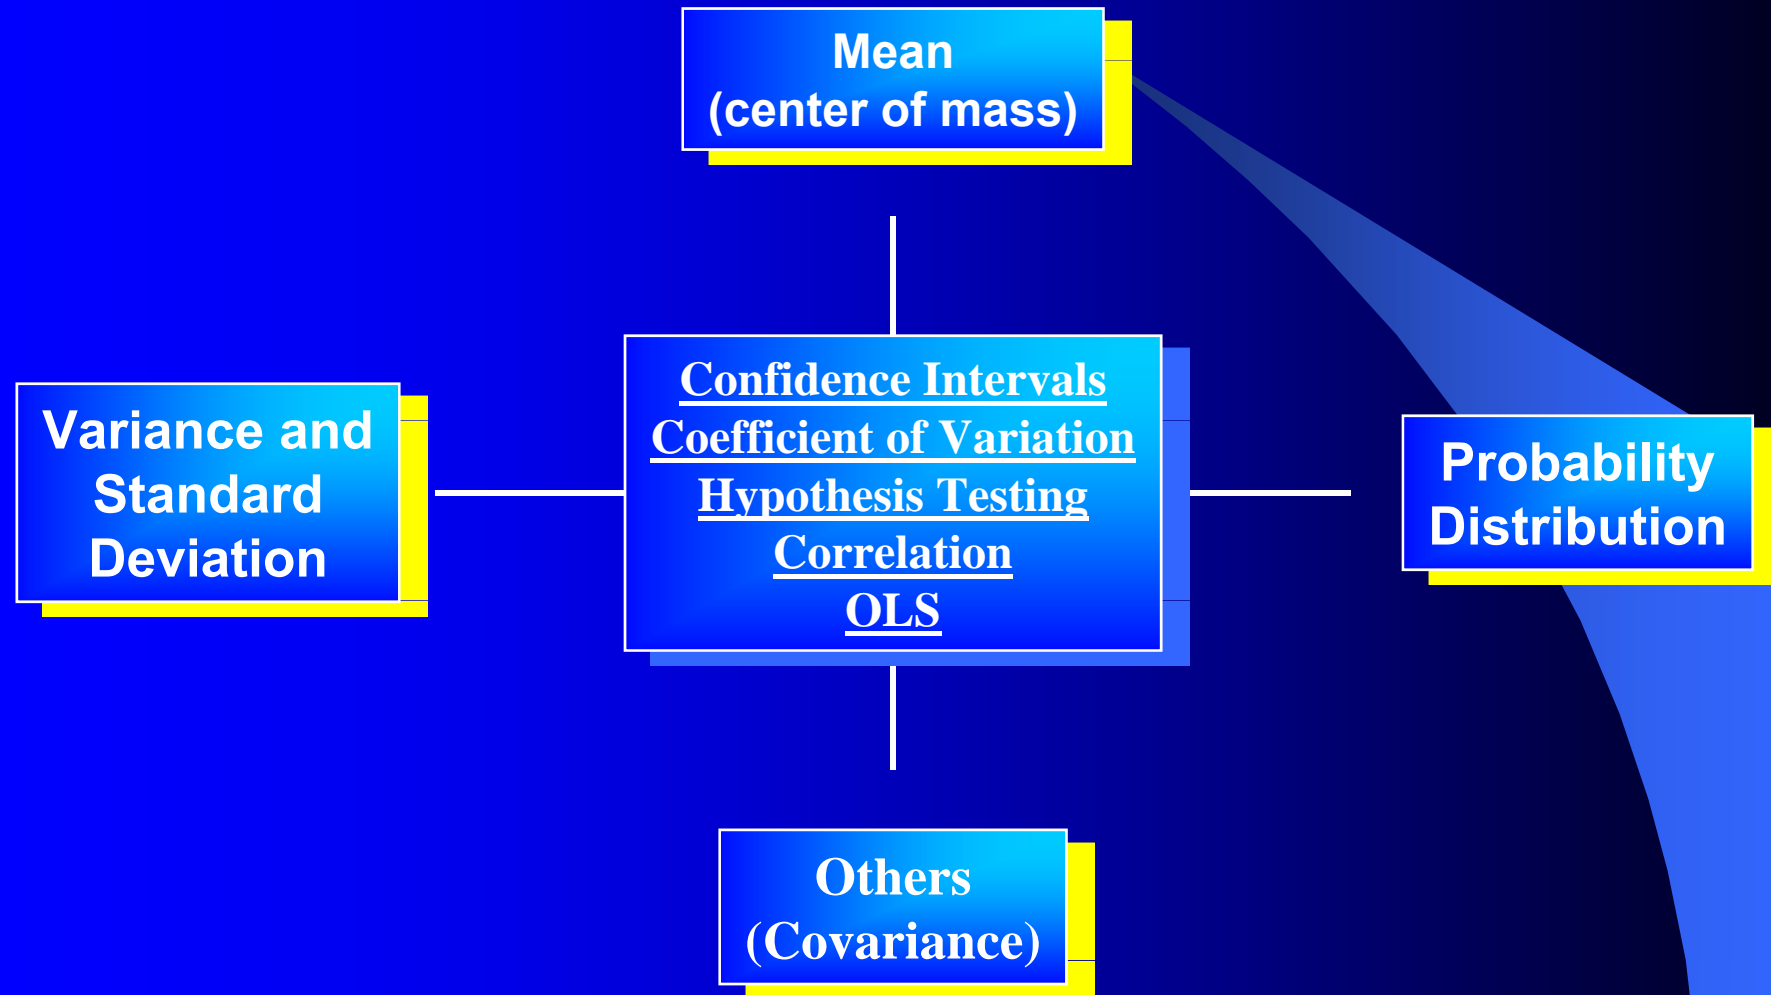 Mean
(center of mass)
Confidence Intervals
Coefficient of Variation
Hypothesis Testing
Correlation
OLS
Variance and
Standard
Deviation
Probability
Distribution
Others
(Covariance)